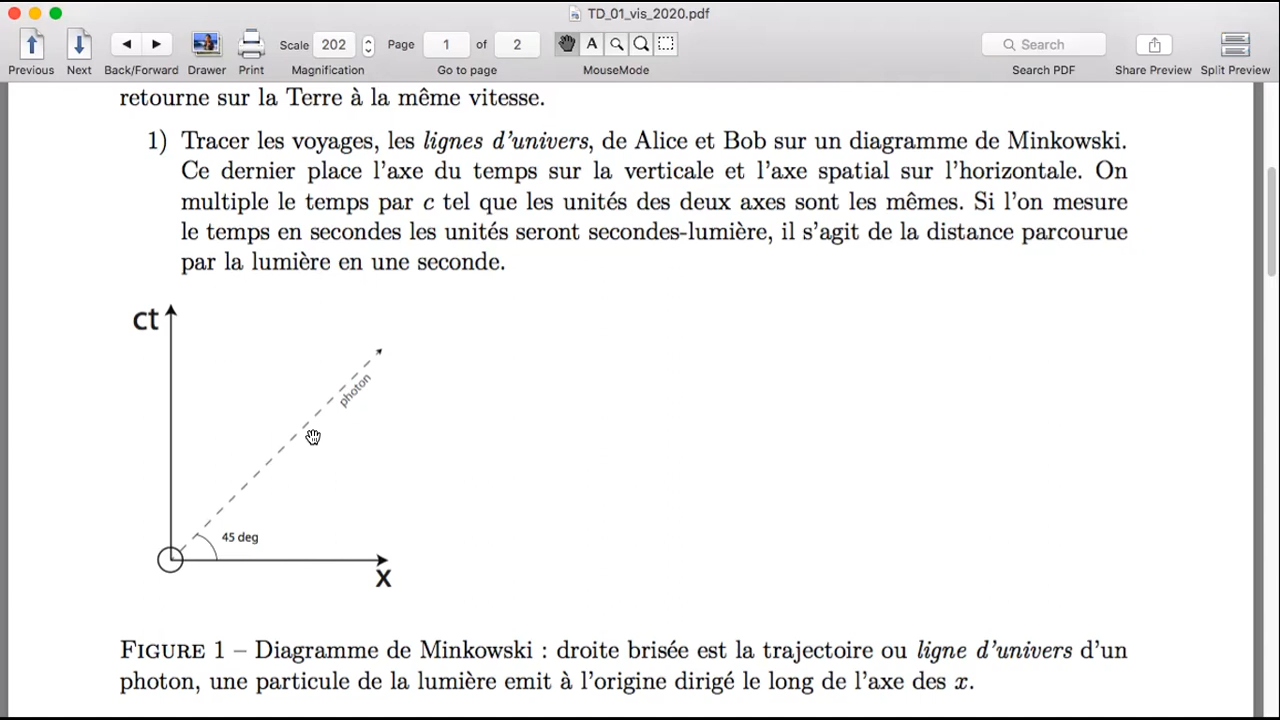 TD_01_vis_2020.pdf
Scale 202 Page 1 of 2 A Search
Previous Next Back/Forward Drawer Print Magnification Go to page MouseMode Search PDF Share Preview Split Preview
retourne sur la Terre à la même vitesse.
1) Tracer les voyages, les lignes d'univers, de Alice et Bob sur un diagramme de Minkowski.
Ce dernier place l'axe du temps sur la verticale et l'axe spatial sur l'horizontale. On
multiple le temps par c tel que les unités des deux axes sont les mêmes. Si l'on mesure
le temps en secondes les unités seront secondes-lumière, il s'agit de la distance parcourue
par la lumière en une seconde.
ct
photon
45 deg
x
FIGURE 1 – Diagramme de Minkowski : droite brisée est la trajectoire ou ligne d'univers d'un
photon, une particule de la lumière emit à l'origine dirigé le long de l'axe des x.